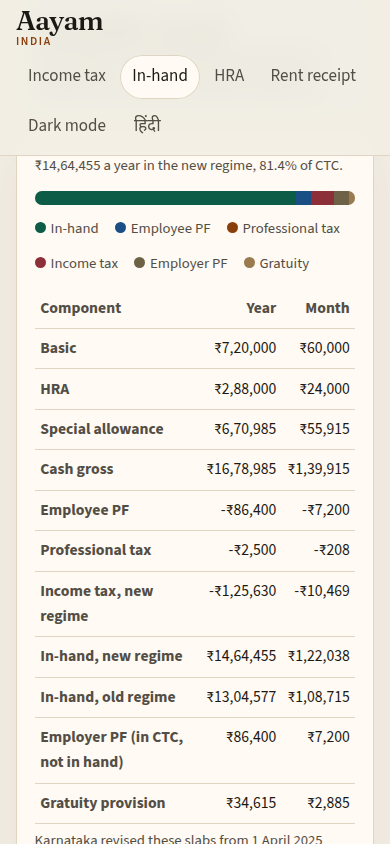 Aayam
INDIA
Income tax In-hand HRA Rent receipt
Dark mode हिंदी
₹14,64,455 a year in the new regime, 81.4% of CTC.
In-hand Employee PF Professional tax
Income tax Employer PF Gratuity
Component Year Month
Basic ₹7,20,000 ₹60,000
HRA ₹2,88,000 ₹24,000
Special allowance ₹6,70,985 ₹55,915
Cash gross ₹16,78,985 ₹1,39,915
Employee PF -₹86,400 -₹7,200
Professional tax -₹2,500 -₹208
Income tax, new -₹1,25,630 -₹10,469
regime
In-hand, new regime ₹14,64,455 ₹1,22,038
In-hand, old regime ₹13,04,577 ₹1,08,715
Employer PF (in CTC, ₹86,400 ₹7,200
not in hand)
Gratuity provision ₹34,615 ₹2,885
Karnataka revised these slabs from 1 April 2025